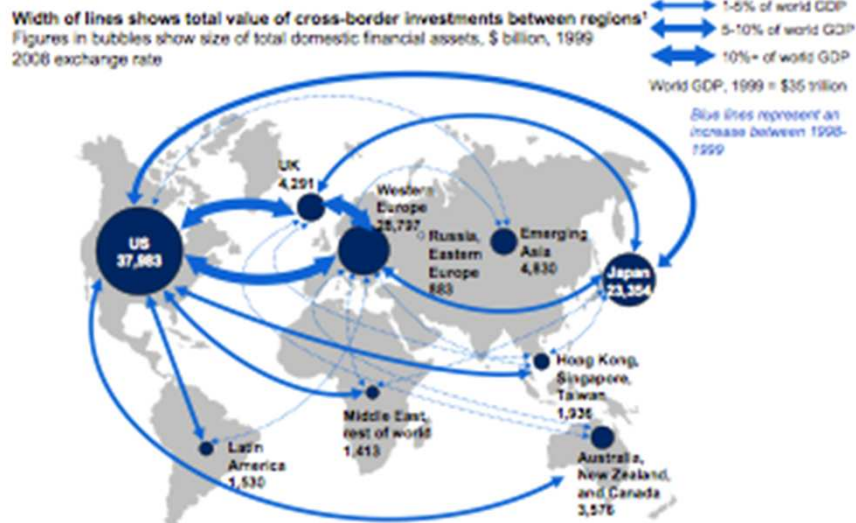 Width of lines shows total value of cross-border investments between regions¹
Figures in bubbles show size of total domestic financial assets, $ billion, 1999
2008 exchange rate
1-5% of world GDP
5-10% of world GDP
10%+ of world GDP
World GDP, 1999 = $35 trillion
Blue lines represent an
increase between 1998-
1999
UK
4,291
Western
Europe
US
37,983
Russia,
Eastern
Europe
883
Emerging
Asia
4,830
Japan
23,354
Hong Kong,
Singapore,
Taiwan
1,936
Middle East,
rest of world
1,413
Latin
America
1,530
Australia,
New Zealand,
and Canada
3,576